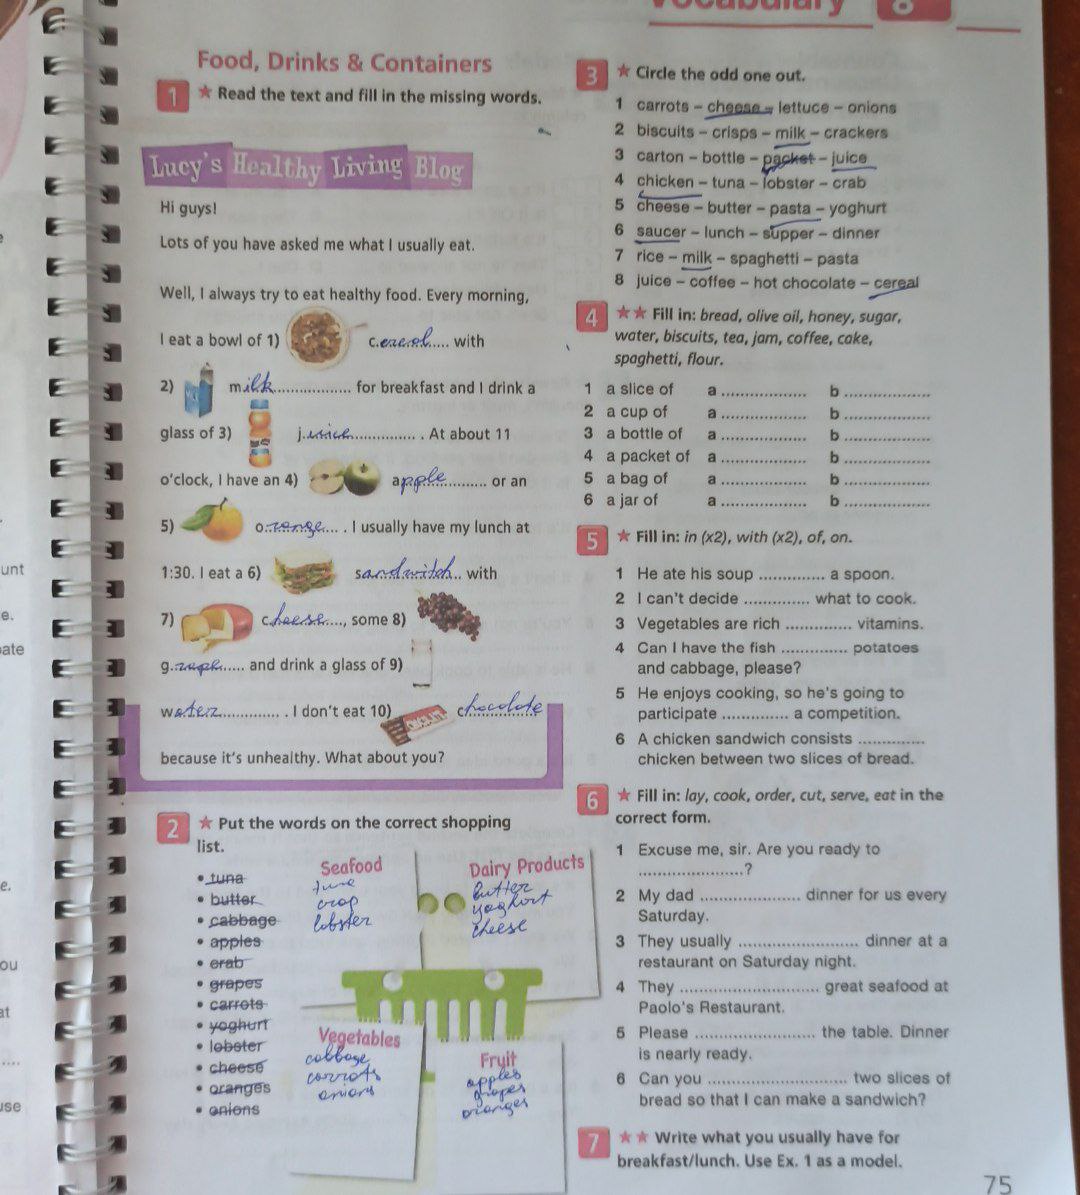 Vocabulary 8
Food, Drinks & Containers
1 ★ Read the text and fill in the missing words.
Lucy's Healthy Living Blog
Hi guys!
Lots of you have asked me what I usually eat.
Well, I always try to eat healthy food. Every morning,
I eat a bowl of 1) cereal..... with
2) milk................. for breakfast and I drink a
glass of 3) juice.............. . At about 11
o'clock, I have an 4) apple............ or an
5) orange.... . I usually have my lunch at
1:30. I eat a 6) sandwitch.. with
7) cheese...., some 8)
g.rape..... and drink a glass of 9)
water............. . I don't eat 10) chocolate
because it's unhealthy. What about you?
2 ★ Put the words on the correct shopping
list.
• tuna
• butter
• cabbage
• apples
• crab
• grapes
• carrots
• yoghurt
• lobster
• cheese
• oranges
• onions
Seafood
tuna
crap
lobster
Dairy Products
butter
yoghurt
cheese
Vegetables
cabbage
carrots
onions
Fruit
apples
grapes
oranges
3 ★ Circle the odd one out.
1 carrots – cheese – lettuce – onions
2 biscuits – crisps – milk – crackers
3 carton – bottle – packet – juice
4 chicken – tuna – lobster – crab
5 cheese – butter – pasta – yoghurt
6 saucer – lunch – supper – dinner
7 rice – milk – spaghetti – pasta
8 juice – coffee – hot chocolate – cereal
4 ★★ Fill in: bread, olive oil, honey, sugar,
water, biscuits, tea, jam, coffee, cake,
spaghetti, flour.
1 a slice of a .................. b ..................
2 a cup of a .................. b ..................
3 a bottle of a .................. b ..................
4 a packet of a .................. b ..................
5 a bag of a .................. b ..................
6 a jar of a .................. b ..................
5 ★ Fill in: in (x2), with (x2), of, on.
1 He ate his soup .............. a spoon.
2 I can't decide .............. what to cook.
3 Vegetables are rich .............. vitamins.
4 Can I have the fish .............. potatoes
and cabbage, please?
5 He enjoys cooking, so he's going to
participate .............. a competition.
6 A chicken sandwich consists ..............
chicken between two slices of bread.
6 ★ Fill in: lay, cook, order, cut, serve, eat in the
correct form.
1 Excuse me, sir. Are you ready to
......................?
2 My dad ..................... dinner for us every
Saturday.
3 They usually ......................... dinner at a
restaurant on Saturday night.
4 They ............................. great seafood at
Paolo's Restaurant.
5 Please ......................... the table. Dinner
is nearly ready.
6 Can you ............................. two slices of
bread so that I can make a sandwich?
7 ★★ Write what you usually have for
breakfast/lunch. Use Ex. 1 as a model.
75